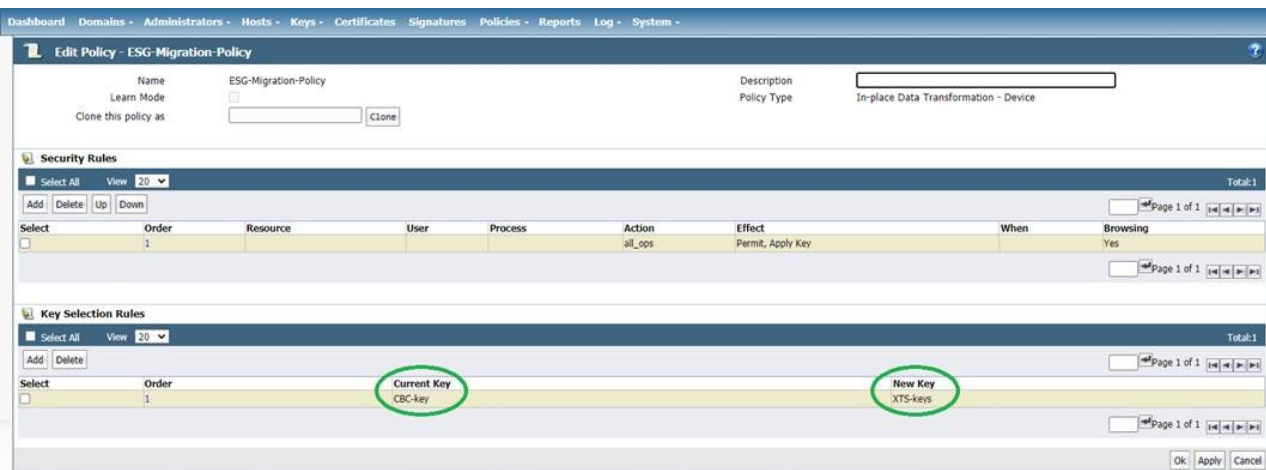 Dashboard Domains Administrators Hosts Keys Certificates Signatures Policies Reports Log System
Edit Policy - ESG-Migration-Policy ?
Name ESG-Migration-Policy Description
Learn Mode Policy Type In-place Data Transformation - Device
Clone this policy as Clone
Security Rules
Select All View 20 Total:1
Add Delete Up Down
Page 1 of 1
Select Order Resource User Process Action Effect When Browsing
1 all_ops Permit, Apply Key Yes
Page 1 of 1
Key Selection Rules
Select All View 20 Total:1
Add Delete
Page 1 of 1
Select Order Current Key New Key
1 CBC-key XTS-keys
Page 1 of 1
Ok Apply Cancel